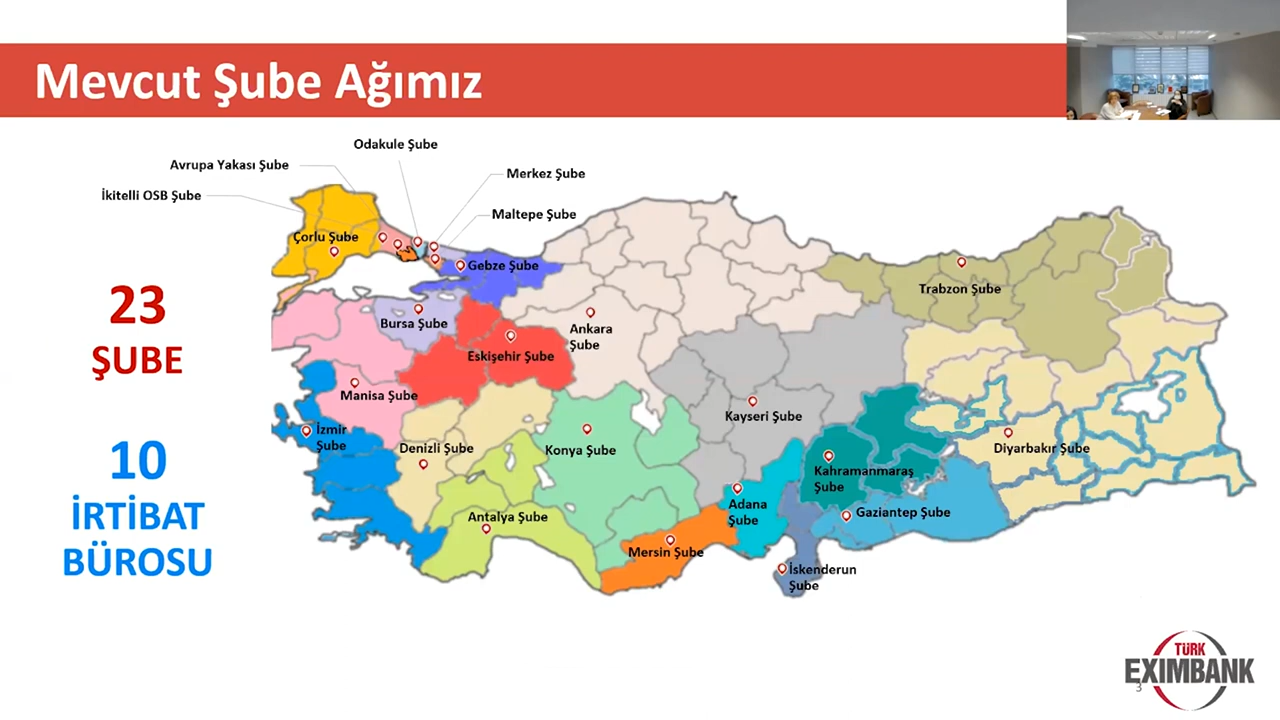 Mevcut Şube Ağımız
Odakule Şube
Avrupa Yakası Şube
Merkez Şube
İkitelli OSB Şube
Maltepe Şube
Çorlu Şube
Gebze Şube
Trabzon Şube
23
ŞUBE
Bursa Şube
Ankara
Şube
Eskişehir Şube
Manisa Şube
Kayseri Şube
İzmir
Şube
Denizli Şube
Konya Şube
Diyarbakır Şube
10
İRTİBAT
BÜROSU
Kahramanmaraş
Şube
Adana
Şube
Gaziantep Şube
Antalya Şube
Mersin Şube
İskenderun
Şube
TÜRK
EXIMBANK
3